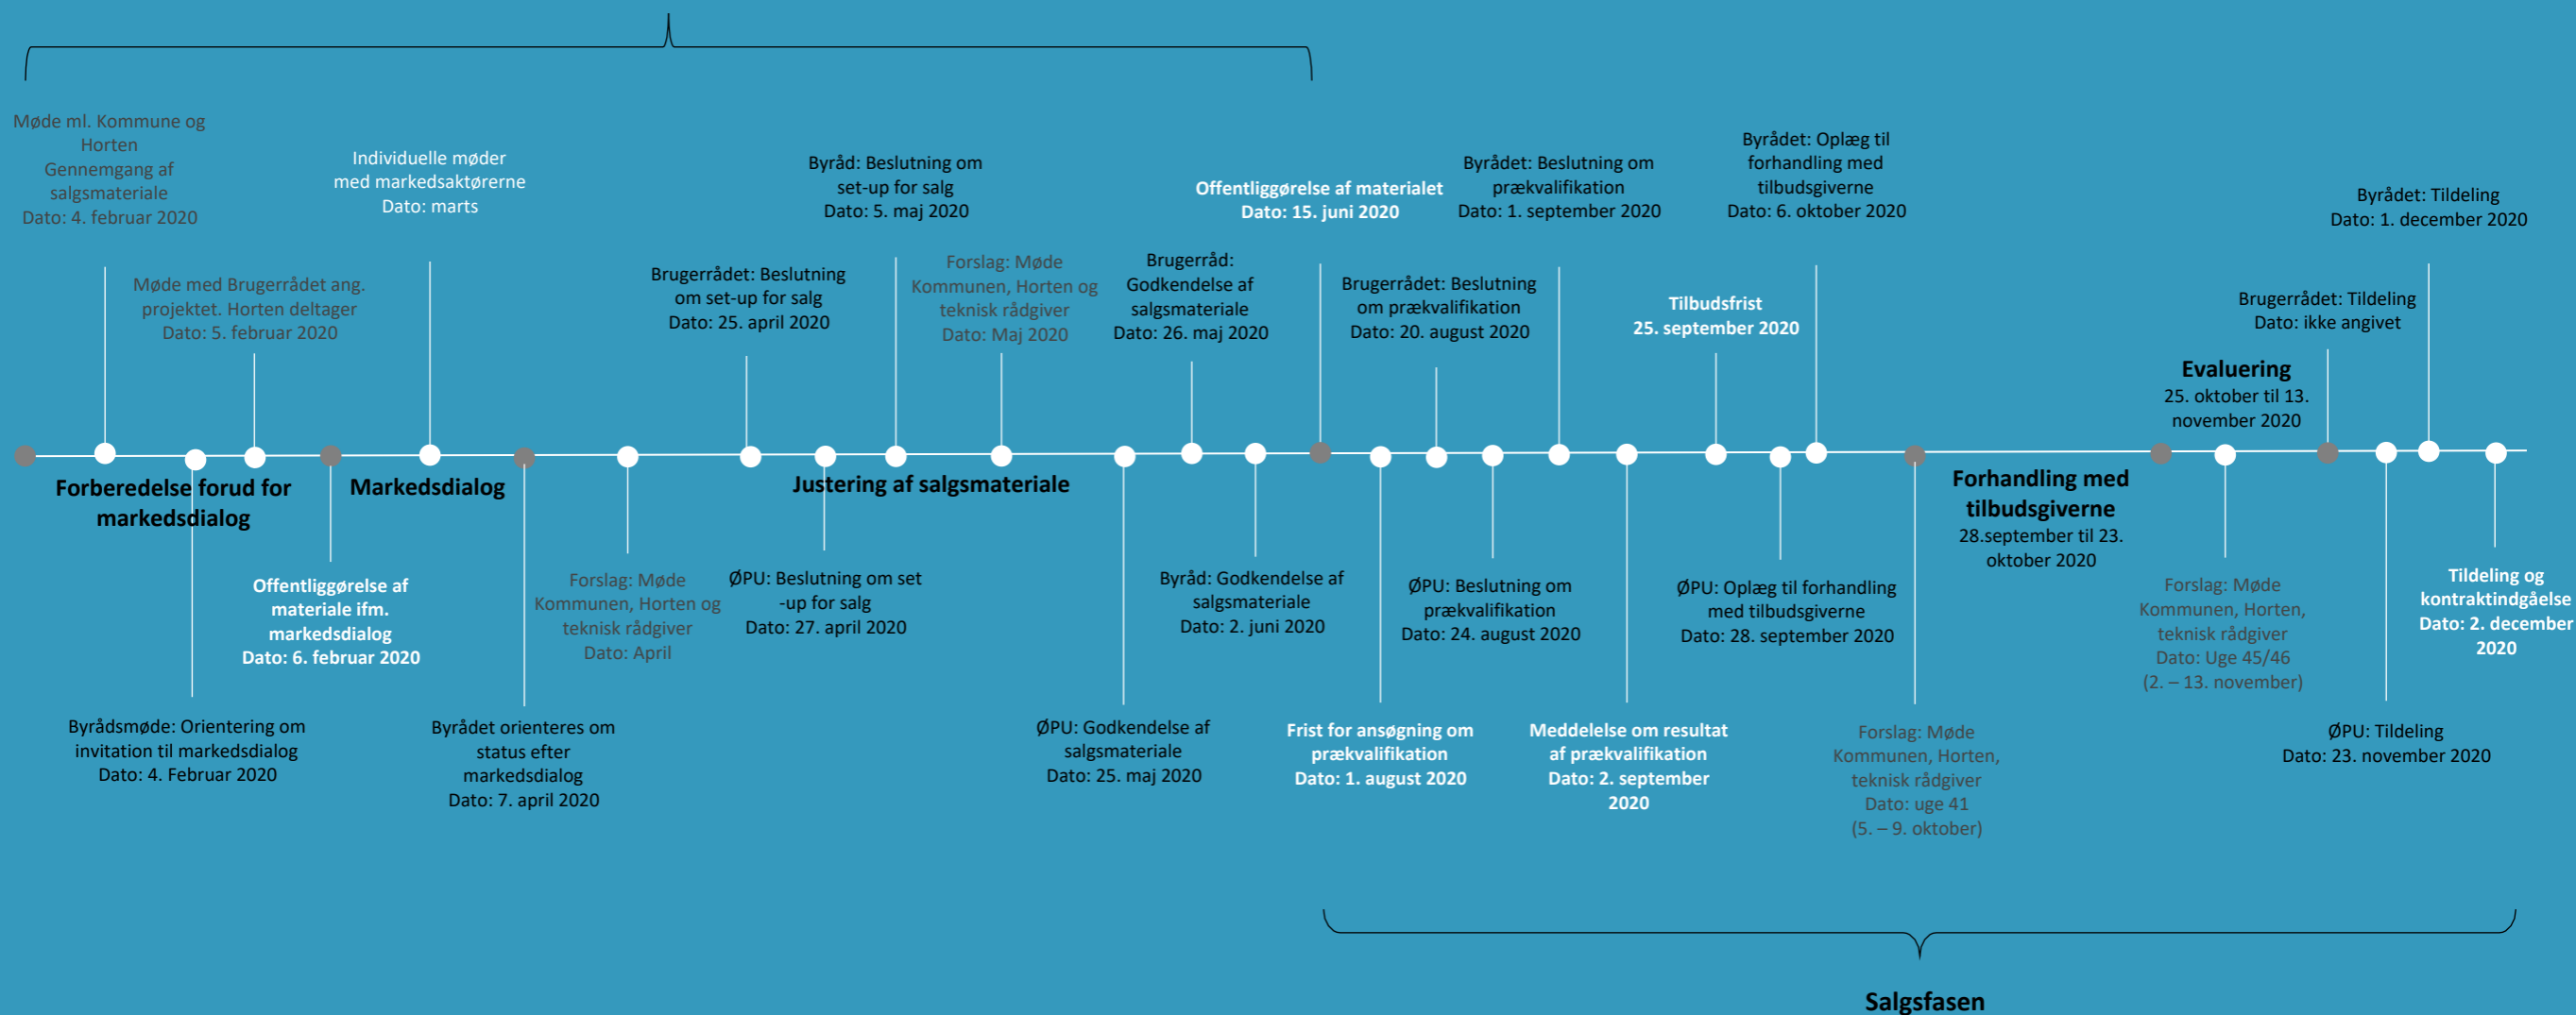 Møde ml. Kommune og
Horten
Gennemgang af
salgsmateriale
Dato: 4. februar 2020
Møde med Brugerrådet ang.
projektet. Horten deltager
Dato: 5. februar 2020
Individuelle møder
med markedsaktørerne
Dato: marts
Brugerrådet: Beslutning
om set-up for salg
Dato: 25. april 2020
Byråd: Beslutning om
set-up for salg
Dato: 5. maj 2020
Forslag: Møde
Kommunen, Horten og
teknisk rådgiver
Dato: Maj 2020
Brugerråd:
Godkendelse af
salgsmateriale
Dato: 26. maj 2020
Offentliggørelse af materialet
Dato: 15. juni 2020
Brugerrådet: Beslutning
om prækvalifikation
Dato: 20. august 2020
Byrådet: Beslutning om
prækvalifikation
Dato: 1. september 2020
Tilbudsfrist
25. september 2020
Byrådet: Oplæg til
forhandling med
tilbudsgiverne
Dato: 6. oktober 2020
Evaluering
25. oktober til 13.
november 2020
Brugerrådet: Tildeling
Dato: ikke angivet
Byrådet: Tildeling
Dato: 1. december 2020
Forberedelse forud for
markedsdialog
Markedsdialog
Justering af salgsmateriale
Forhandling med
tilbudsgiverne
28.september til 23.
oktober 2020
Byrådsmøde: Orientering om
invitation til markedsdialog
Dato: 4. Februar 2020
Offentliggørelse af
materiale ifm.
markedsdialog
Dato: 6. februar 2020
Byrådet orienteres om
status efter
markedsdialog
Dato: 7. april 2020
Forslag: Møde
Kommunen, Horten og
teknisk rådgiver
Dato: April
ØPU: Beslutning om set
-up for salg
Dato: 27. april 2020
ØPU: Godkendelse af
salgsmateriale
Dato: 25. maj 2020
Byråd: Godkendelse af
salgsmateriale
Dato: 2. juni 2020
Frist for ansøgning om
prækvalifikation
Dato: 1. august 2020
ØPU: Beslutning om
prækvalifikation
Dato: 24. august 2020
Meddelelse om resultat
af prækvalifikation
Dato: 2. september
2020
ØPU: Oplæg til forhandling
med tilbudsgiverne
Dato: 28. september 2020
Forslag: Møde
Kommunen, Horten,
teknisk rådgiver
Dato: uge 41
(5. – 9. oktober)
Forslag: Møde
Kommunen, Horten,
teknisk rådgiver
Dato: Uge 45/46
(2. – 13. november)
ØPU: Tildeling
Dato: 23. november 2020
Tildeling og
kontraktindgåelse
Dato: 2. december
2020
Salgsfasen